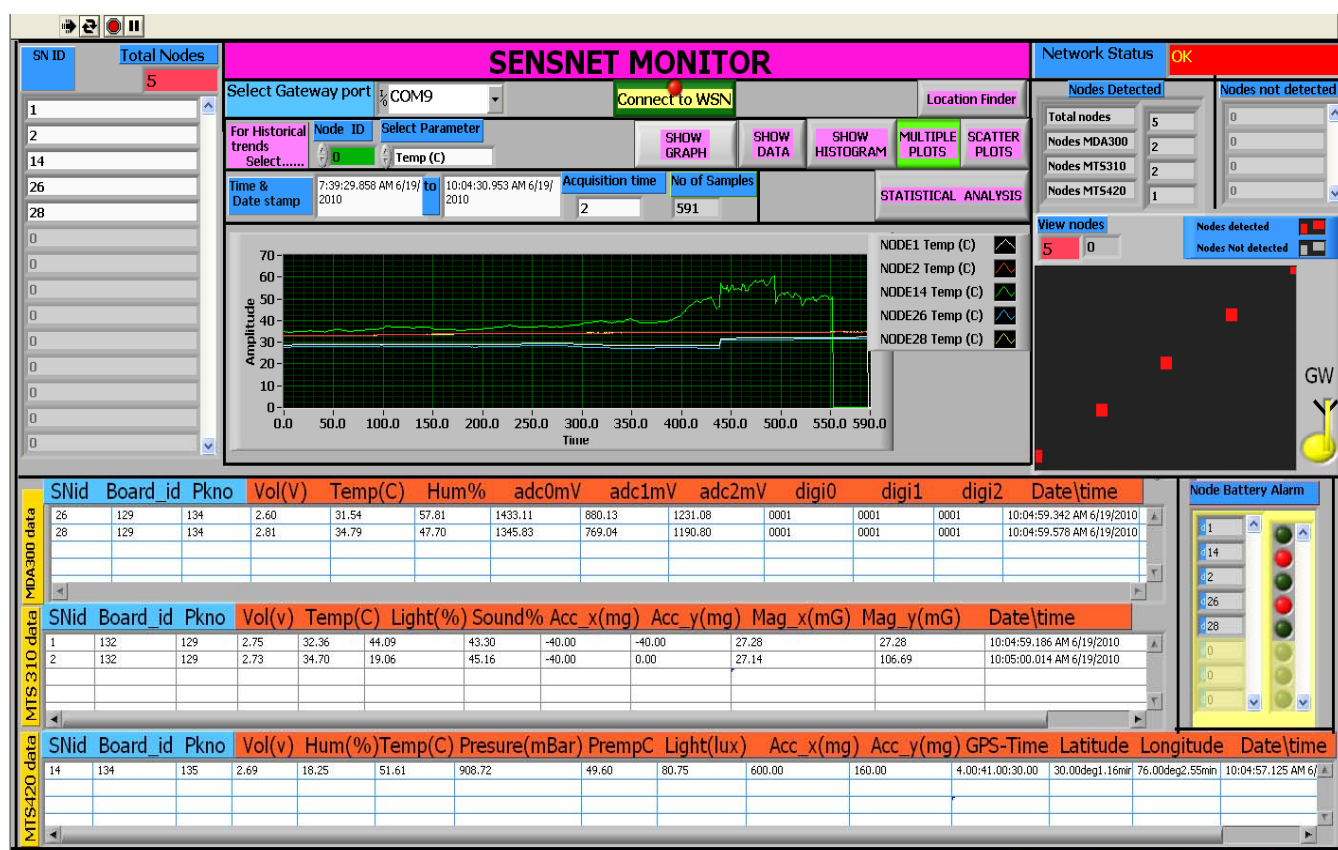 SN ID Total Nodes
5
1
2
14
26
28
0
0
0
0
0
0
0
0
0
SENSNET MONITOR
Select Gateway port I/O COM9
Connect to WSN
Location Finder
For Historical trends Select......
Node ID
0
Select Parameter
Temp (C)
SHOW GRAPH
SHOW DATA
SHOW HISTOGRAM
MULTIPLE PLOTS
SCATTER PLOTS
Time & Date stamp
7:39:29.858 AM 6/19/2010
to
10:04:30.953 AM 6/19/2010
Acquisition time
2
No of Samples
591
STATISTICAL ANALYSIS
70
60
50
40
30
20
10
0
Amplitude
0.0 50.0 100.0 150.0 200.0 250.0 300.0 350.0 400.0 450.0 500.0 550.0 590.0
Time
NODE1 Temp (C)
NODE2 Temp (C)
NODE14 Temp (C)
NODE26 Temp (C)
NODE28 Temp (C)
Network Status OK
Nodes Detected
Total nodes 5
Nodes MDA300 2
Nodes MTS310 2
Nodes MTS420 1
Nodes not detected
0
0
0
0
View nodes
5 0
Nodes detected
Nodes Not detected
GW
MDA300 data
SNid Board_id Pkno Vol(V) Temp(C) Hum% adc0mV adc1mV adc2mV digi0 digi1 digi2 Date\time
26 129 134 2.60 31.54 57.81 1433.11 880.13 1231.08 0001 0001 0001 10:04:59.342 AM 6/19/2010
28 129 134 2.81 34.79 47.70 1345.83 769.04 1190.80 0001 0001 0001 10:04:59.578 AM 6/19/2010
MTS 310 data
SNid Board_id Pkno Vol(v) Temp(C) Light(%) Sound% Acc_x(mg) Acc_y(mg) Mag_x(mG) Mag_y(mG) Date\time
1 132 129 2.75 32.36 44.09 43.30 -40.00 -40.00 27.28 27.28 10:04:59.186 AM 6/19/2010
2 132 129 2.73 34.70 19.06 45.16 -40.00 0.00 27.14 106.69 10:05:00.014 AM 6/19/2010
Node Battery Alarm
d 1
d 14
d 2
d 26
d 28
0
0
0
MTS420 data
SNid Board_id Pkno Vol(v) Hum(%)Temp(C) Presure(mBar) PrempC Light(lux) Acc_x(mg) Acc_y(mg) GPS-Time Latitude Longitude Date\time
14 134 135 2.69 18.25 51.61 908.72 49.60 80.75 600.00 160.00 4.00:41.00:30.00 30.00deg1.16mir 76.00deg2.55min 10:04:57.125 AM 6/